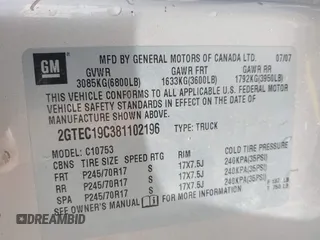 GM
MFD BY GENERAL MOTORS OF CANADA LTD. 07/07
GVWR GAWR FRT GAWR RR
3085KG(6800LB) 1633KG(3600LB) 1792KG(3950LB)
THIS VEHICLE CONFORMS TO ALL APPLICABLE U.S. FEDERAL
MOTOR VEHICLE SAFETY STANDARDS IN EFFECT ON THE DATE OF
MANUFACTURE SHOWN ABOVE.
2GTEC19C381102196 TYPE: TRUCK
MODEL: C10753
CBNS TIRE SIZE SPEED RTG RIM COLD TIRE PRESSURE
FRT P245/70R17 S 17X7.5J 240KPA(35PSI)
RR P245/70R17 S 17X7.5J 240KPA(35PSI)
SPA P245/70R17 S 17X7.5J 240KPA(35PSI)
SEE OWNER'S MANUAL
DREAMBID